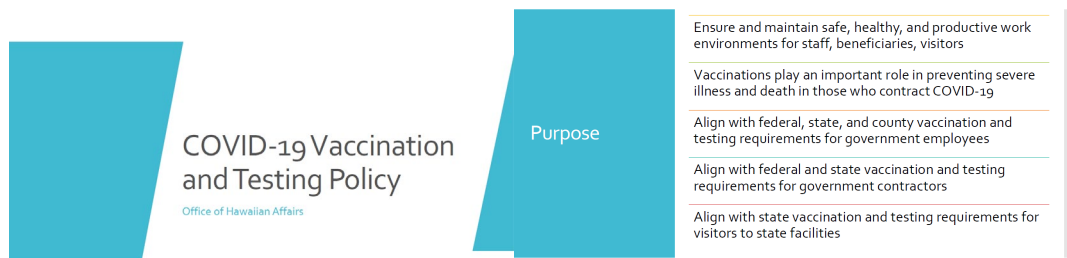 COVID-19 Vaccination
and Testing Policy
Office of Hawaiian Affairs
Purpose
Ensure and maintain safe, healthy, and productive work
environments for staff, beneficiaries, visitors
Vaccinations play an important role in preventing severe
illness and death in those who contract COVID-19
Align with federal, state, and county vaccination and
testing requirements for government employees
Align with federal and state vaccination and testing
requirements for government contractors
Align with state vaccination and testing requirements for
visitors to state facilities